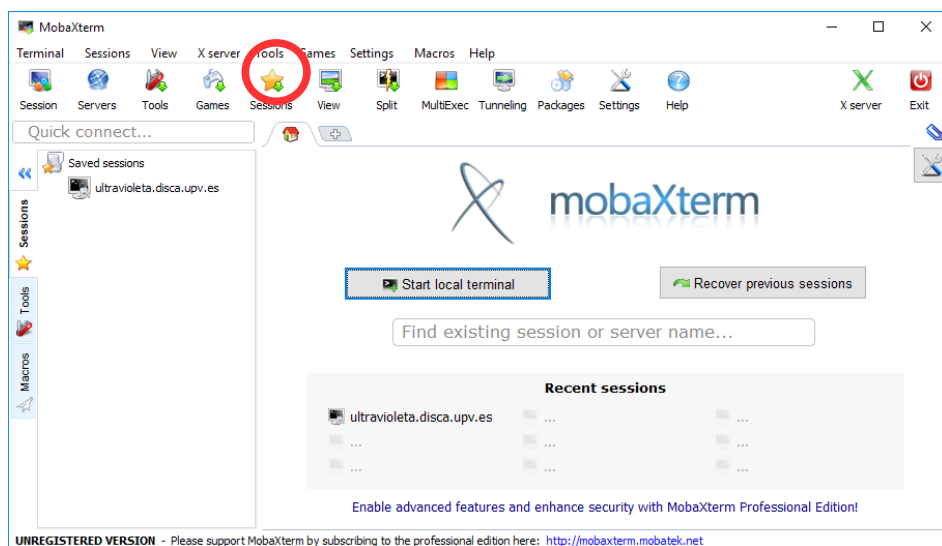 MobaXterm
Terminal Sessions View X server Tools Games Settings Macros Help
Session Servers Tools Games Sessions View Split MultiExec Tunneling Packages Settings Help X server Exit
Quick connect...
Saved sessions
ultravioleta.disca.upv.es
Sessions
Tools
Macros
mobaXterm
Start local terminal Recover previous sessions
Find existing session or server name...
Recent sessions
ultravioleta.disca.upv.es ... ...
... ... ...
... ... ...
Enable advanced features and enhance security with MobaXterm Professional Edition!
UNREGISTERED VERSION - Please support MobaXterm by subscribing to the professional edition here: http://mobaxterm.mobatek.net